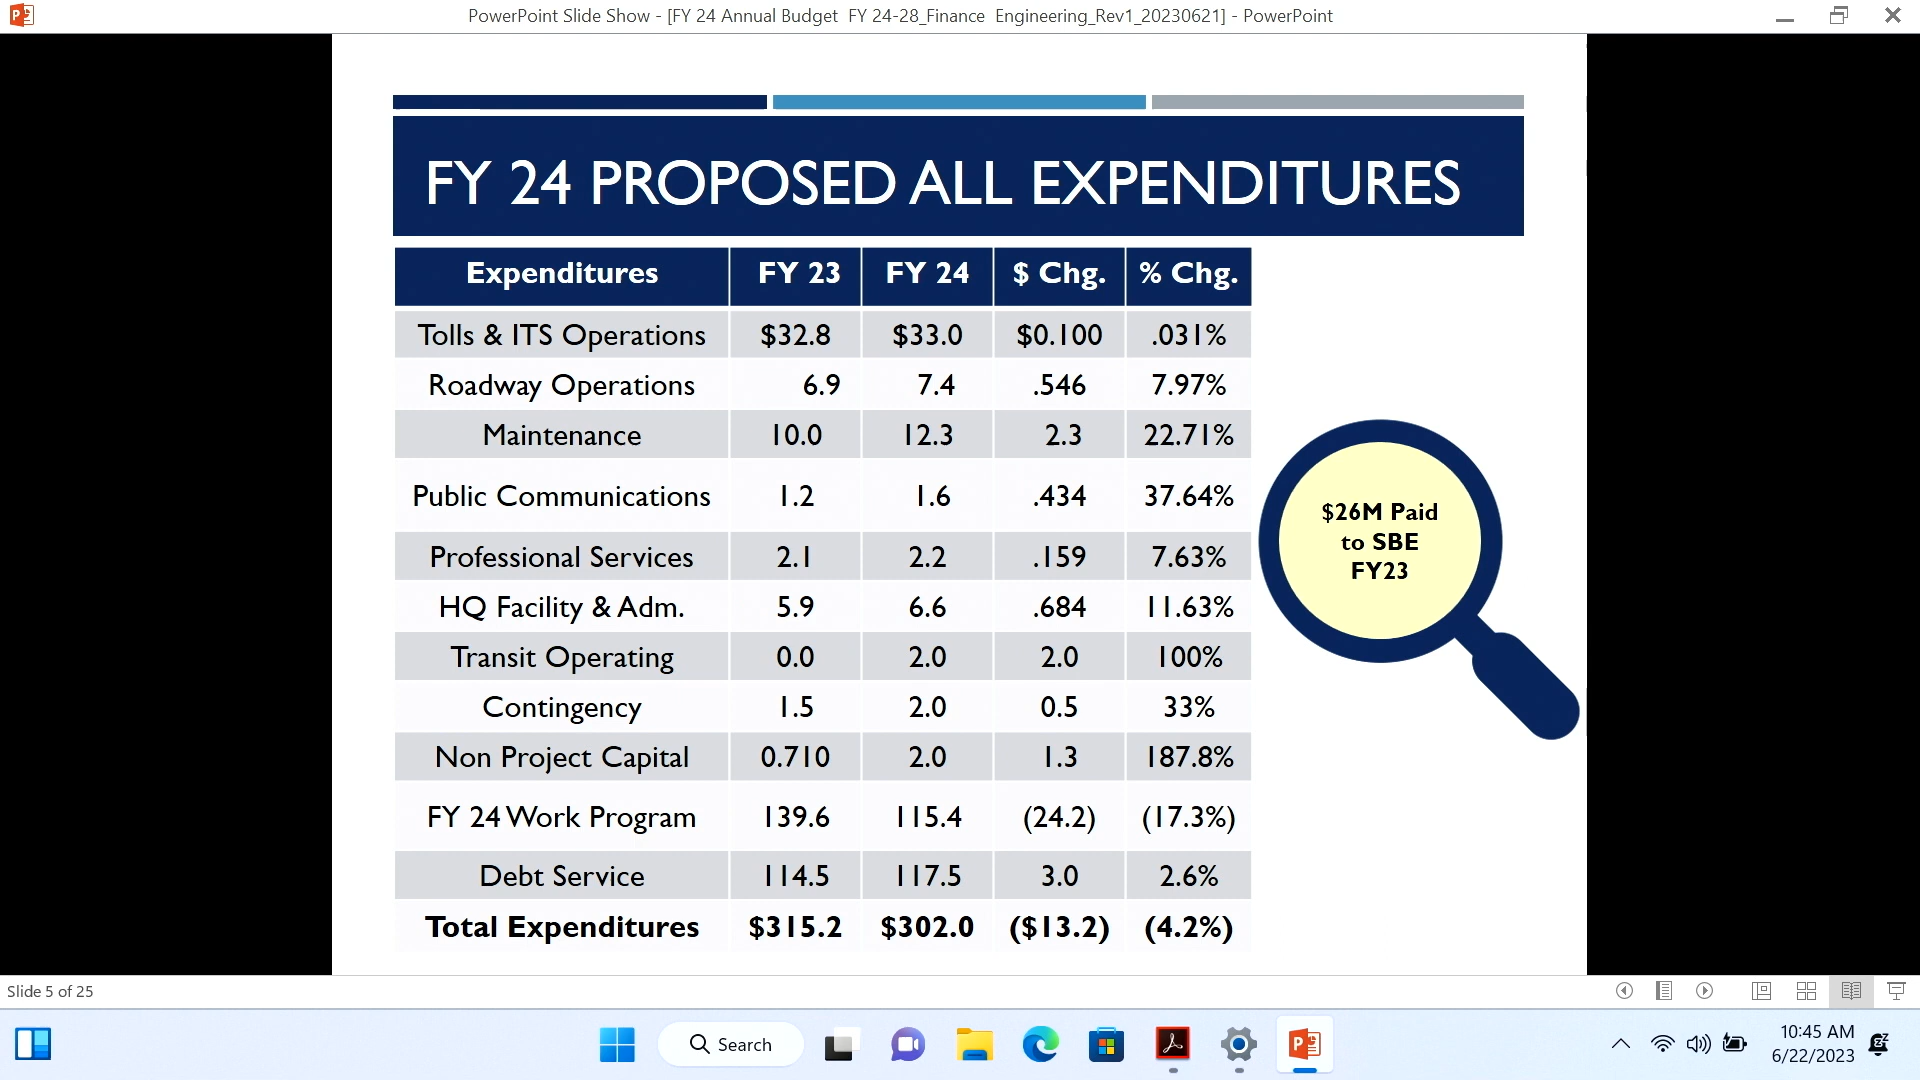 PowerPoint Slide Show - [FY 24 Annual Budget  FY 24-28_Finance  Engineering_Rev1_20230621] - PowerPoint
FY 24 PROPOSED ALL EXPENDITURES
Expenditures FY 23 FY 24 $ Chg. % Chg.
Tolls & ITS Operations $32.8 $33.0 $0.100 .031%
Roadway Operations 6.9 7.4 .546 7.97%
Maintenance 10.0 12.3 2.3 22.71%
Public Communications 1.2 1.6 .434 37.64%
Professional Services 2.1 2.2 .159 7.63%
HQ Facility & Adm. 5.9 6.6 .684 11.63%
Transit Operating 0.0 2.0 2.0 100%
Contingency 1.5 2.0 0.5 33%
Non Project Capital 0.710 2.0 1.3 187.8%
FY 24 Work Program 139.6 115.4 (24.2) (17.3%)
Debt Service 114.5 117.5 3.0 2.6%
Total Expenditures $315.2 $302.0 ($13.2) (4.2%)
$26M Paid
to SBE
FY23
Slide 5 of 25
Search
10:45 AM
6/22/2023